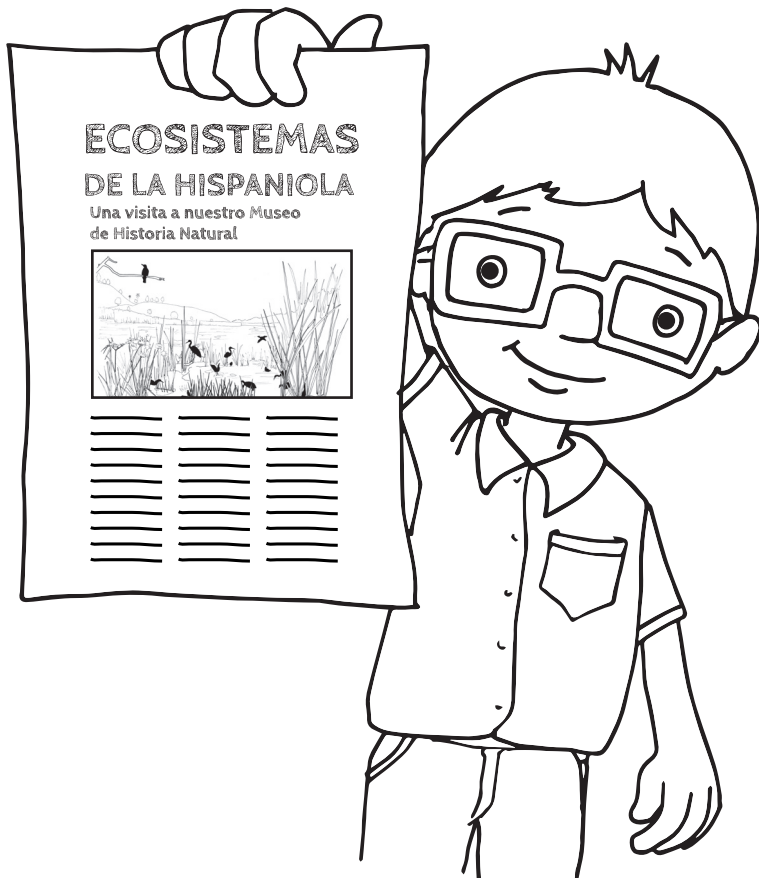 ECOSISTEMAS
DE LA HISPANIOLA
Una visita a nuestro Museo
de Historia Natural